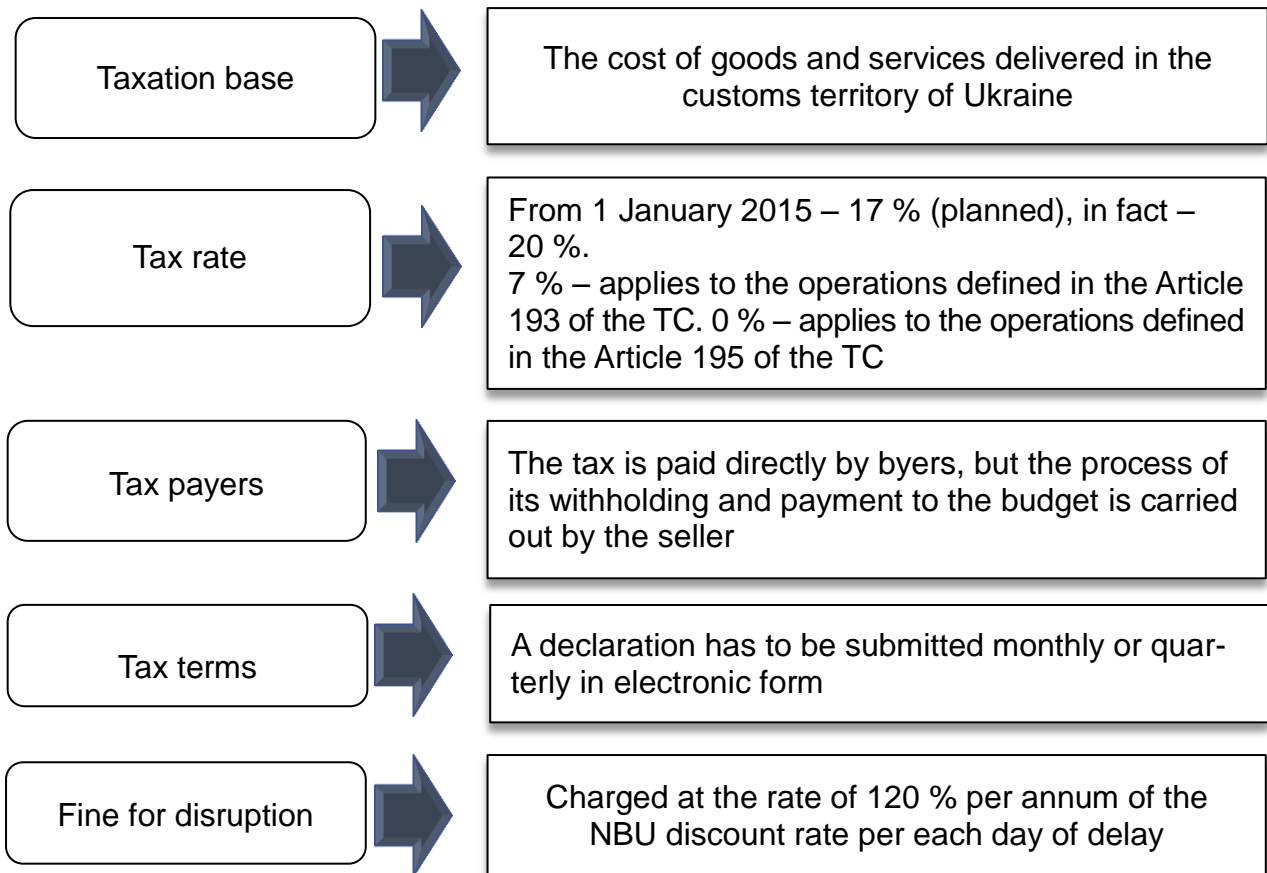 Taxation base
The cost of goods and services delivered in the
customs territory of Ukraine
Tax rate
From 1 January 2015 – 17 % (planned), in fact –
20 %.
7 % – applies to the operations defined in the Article
193 of the TC. 0 % – applies to the operations defined
in the Article 195 of the TC
Tax payers
The tax is paid directly by byers, but the process of
its withholding and payment to the budget is carried
out by the seller
Tax terms
A declaration has to be submitted monthly or quar-
terly in electronic form
Fine for disruption
Charged at the rate of 120 % per annum of the
NBU discount rate per each day of delay